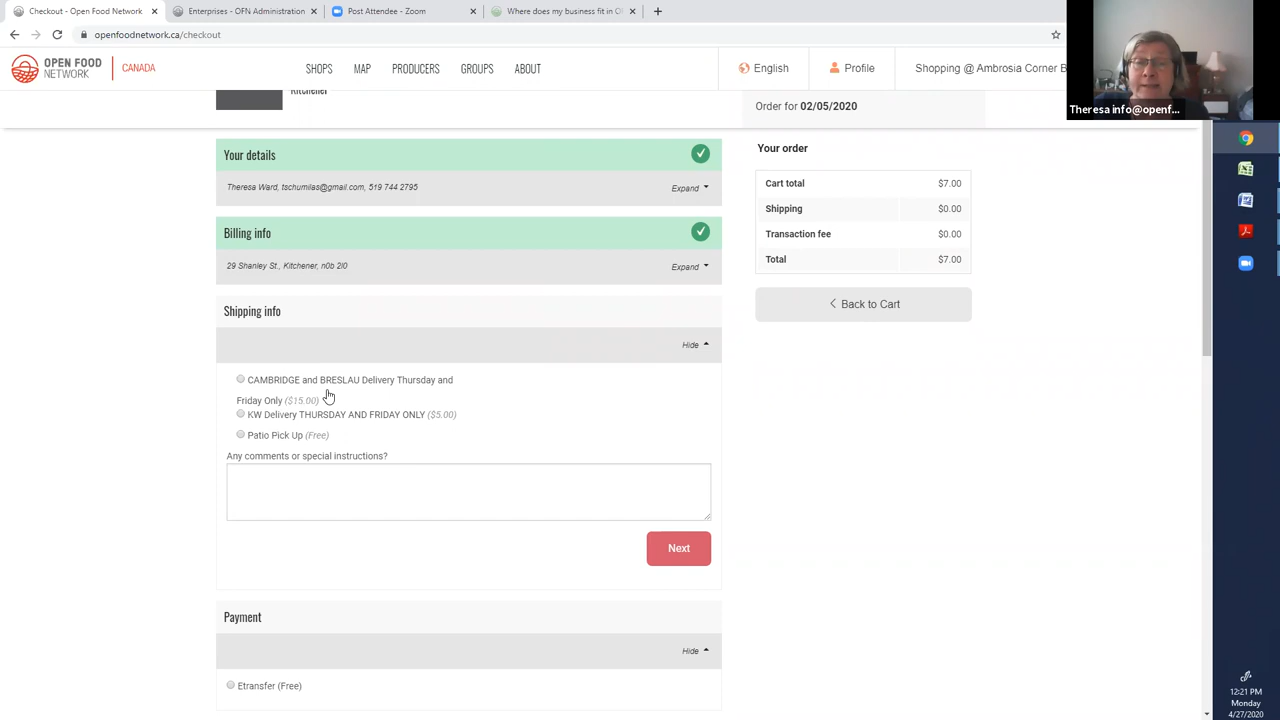 Checkout - Open Food Network
Enterprises - OFN Administration
Post Attendee - Zoom
Where does my business fit in O
openfoodnetwork.ca/checkout
OPEN FOOD
NETWORK
CANADA
SHOPS
MAP
PRODUCERS
GROUPS
ABOUT
English
Profile
Shopping @ Ambrosia Corner B
Theresa info@openf...
Kitchener
Order for 02/05/2020
Your details
Theresa Ward, tschumilas@gmail.com, 519 744 2795
Expand
Billing info
29 Shanley St., Kitchener, n0b 2l0
Expand
Shipping info
Hide
CAMBRIDGE and BRESLAU Delivery Thursday and
Friday Only ($15.00)
KW Delivery THURSDAY AND FRIDAY ONLY ($5.00)
Patio Pick Up (Free)
Any comments or special instructions?
Next
Payment
Hide
Etransfer (Free)
Your order
Cart total $7.00
Shipping $0.00
Transaction fee $0.00
Total $7.00
Back to Cart
12:21 PM
Monday
4/27/2020